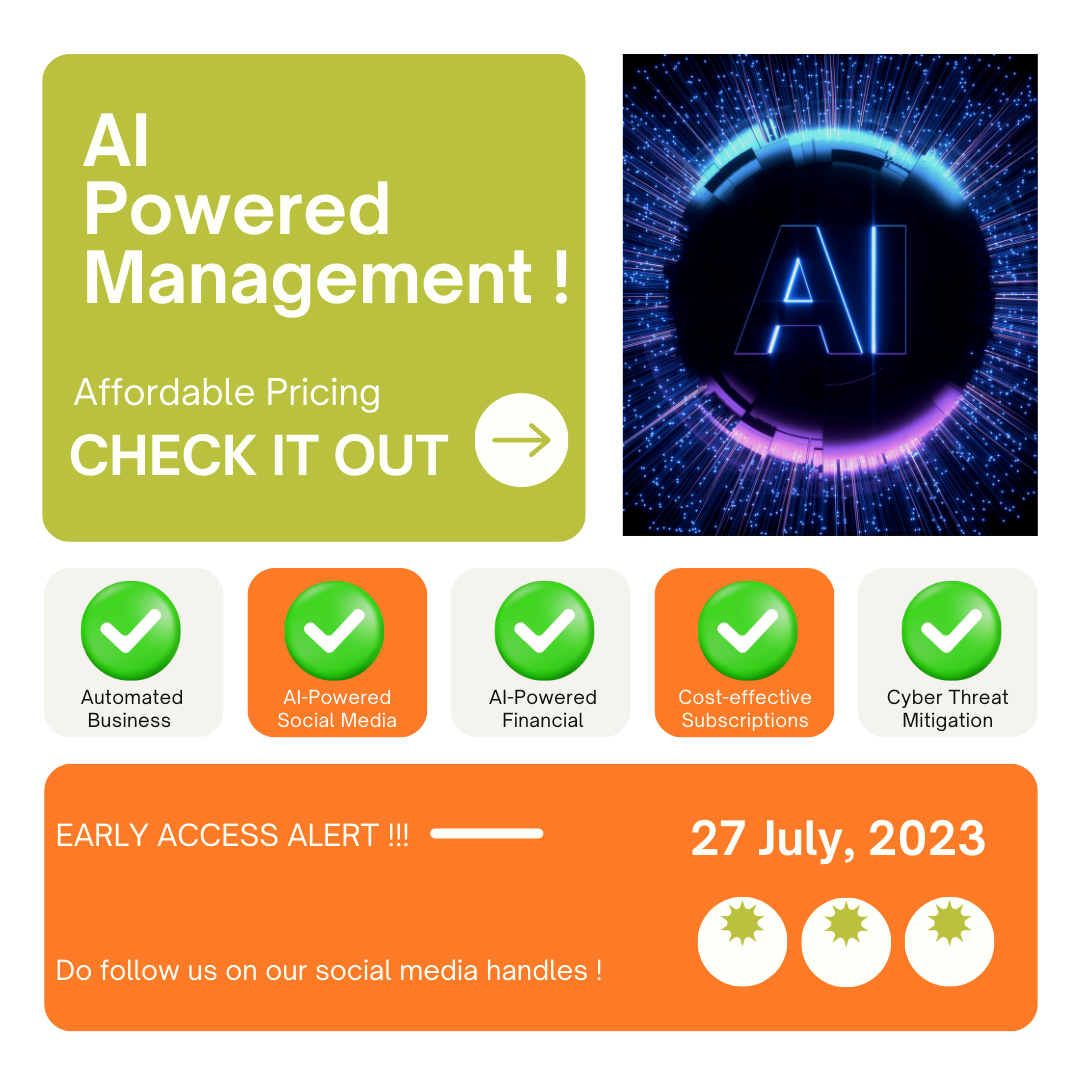 AI
Powered
Management !
Affordable Pricing
CHECK IT OUT
AI
Automated
Business
AI-Powered
Social Media
AI-Powered
Financial
Cost-effective
Subscriptions
Cyber Threat
Mitigation
EARLY ACCESS ALERT !!!
27 July, 2023
Do follow us on our social media handles !